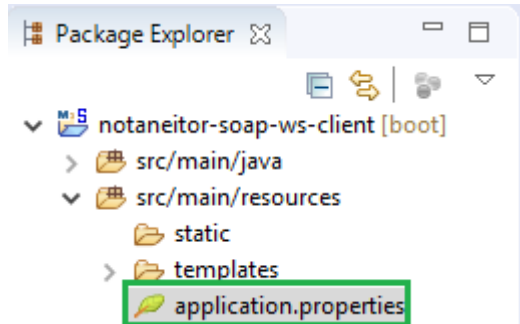 Package Explorer
notaneitor-soap-ws-client [boot]
src/main/java
src/main/resources
static
templates
application.properties